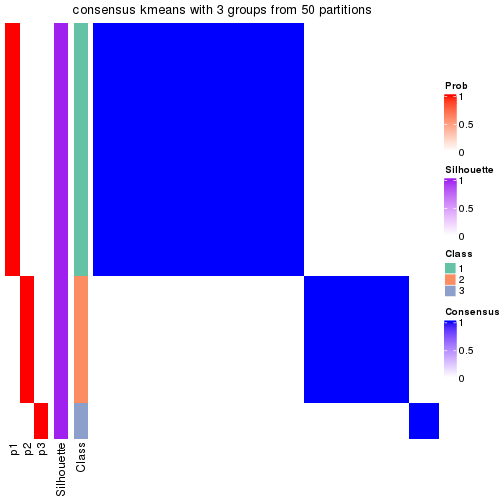 consensus kmeans with 3 groups from 50 partitions
Prob
1
0.5
0
Silhouette
1
0.5
0
Class
1
2
3
Consensus
1
0.5
0
p1
p2
p3
Silhouette
Class